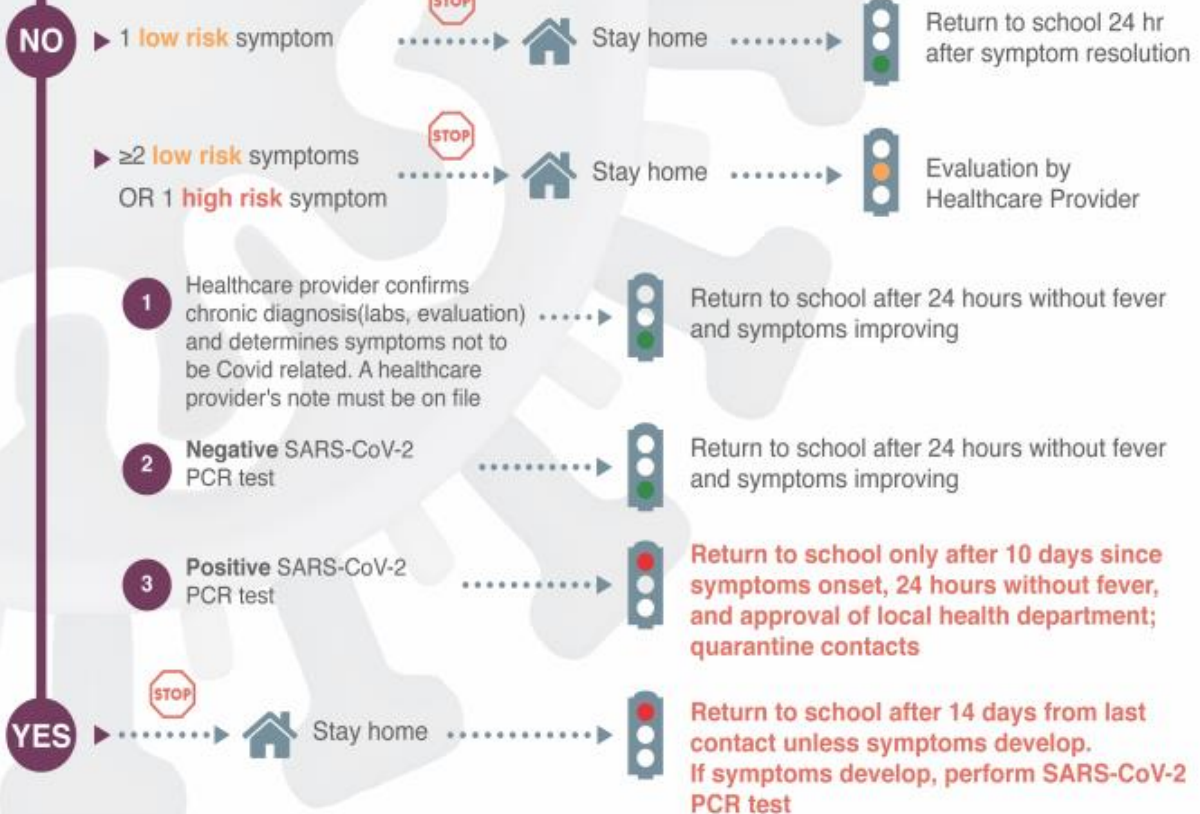 STOP
NO
1 low risk symptom
Stay home
Return to school 24 hr
after symptom resolution
≥2 low risk symptoms
OR 1 high risk symptom
STOP
Stay home
Evaluation by
Healthcare Provider
1
Healthcare provider confirms
chronic diagnosis(labs, evaluation)
and determines symptoms not to
be Covid related. A healthcare
provider's note must be on file
Return to school after 24 hours without fever
and symptoms improving
2
Negative SARS-CoV-2
PCR test
Return to school after 24 hours without fever
and symptoms improving
3
Positive SARS-CoV-2
PCR test
Return to school only after 10 days since
symptoms onset, 24 hours without fever,
and approval of local health department;
quarantine contacts
YES
STOP
Stay home
Return to school after 14 days from last
contact unless symptoms develop.
If symptoms develop, perform SARS-CoV-2
PCR test